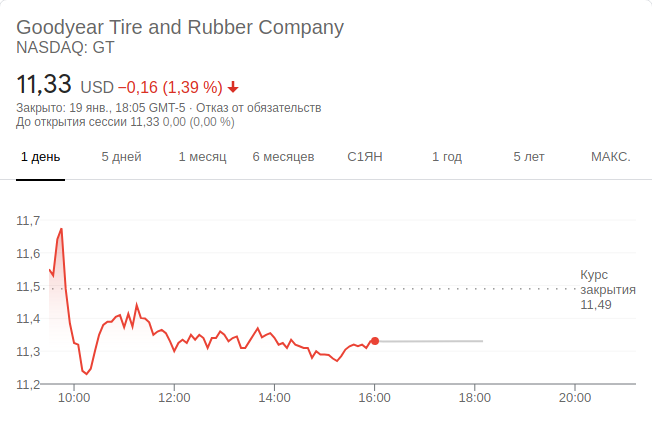 Goodyear Tire and Rubber Company
NASDAQ: GT
11,33 USD −0,16 (1,39 %)
Закрыто: 19 янв., 18:05 GMT-5 · Отказ от обязательств
До открытия сессии 11,33 0,00 (0,00 %)
1 день 5 дней 1 месяц 6 месяцев С1ЯН 1 год 5 лет МАКС.
11,7
11,6
11,5
11,4
11,3
11,2
Курс
закрытия
11,49
10:00 12:00 14:00 16:00 18:00 20:00